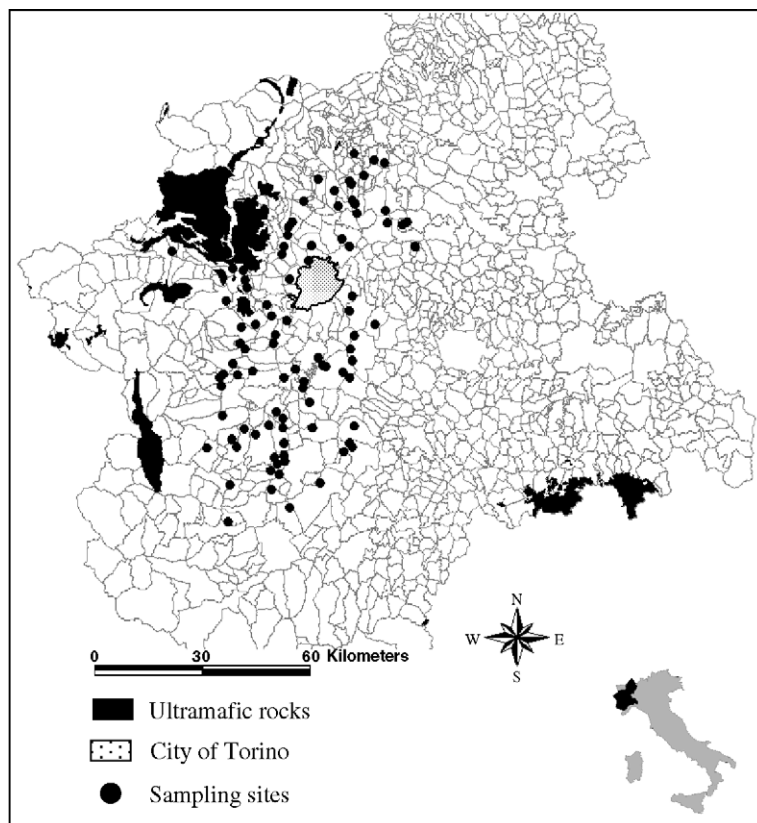 N
W E
S
0 30 60 Kilometers
Ultramafic rocks
City of Torino
Sampling sites